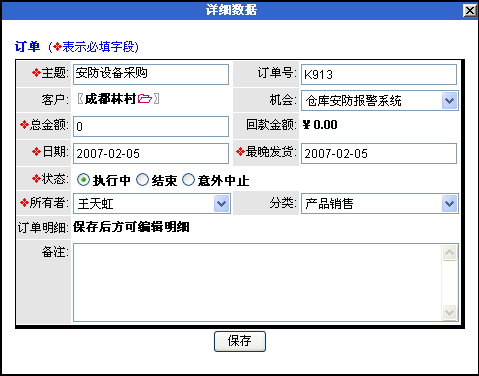 详细数据
订单 (❖表示必填字段)
❖主题: 安防设备采购 订单号: K913
客户: 〖成都林村〗 机会: 仓库安防报警系统
❖总金额: 0 回款金额: ¥ 0.00
❖日期: 2007-02-05 ❖最晚发货: 2007-02-05
❖状态: 执行中 结束 意外中止
❖所有者: 王天虹 分类: 产品销售
订单明细: 保存后方可编辑明细
备注:
保存